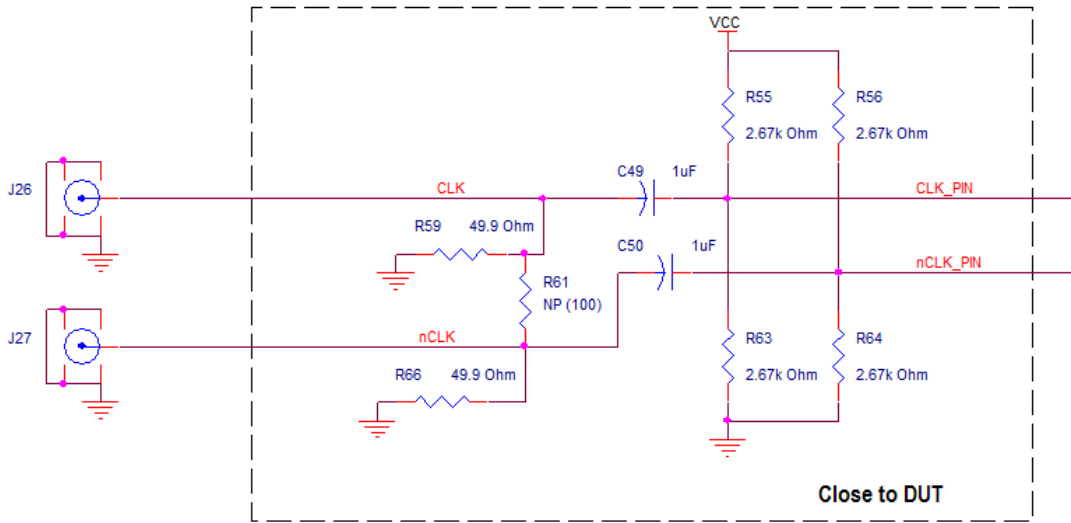 VCC
R55
2.67k Ohm
R56
2.67k Ohm
J26
CLK
C49
1uF
CLK_PIN
R59
49.9 Ohm
C50
1uF
nCLK_PIN
R61
NP (100)
J27
nCLK
R63
2.67k Ohm
R64
2.67k Ohm
R66
49.9 Ohm
Close to DUT